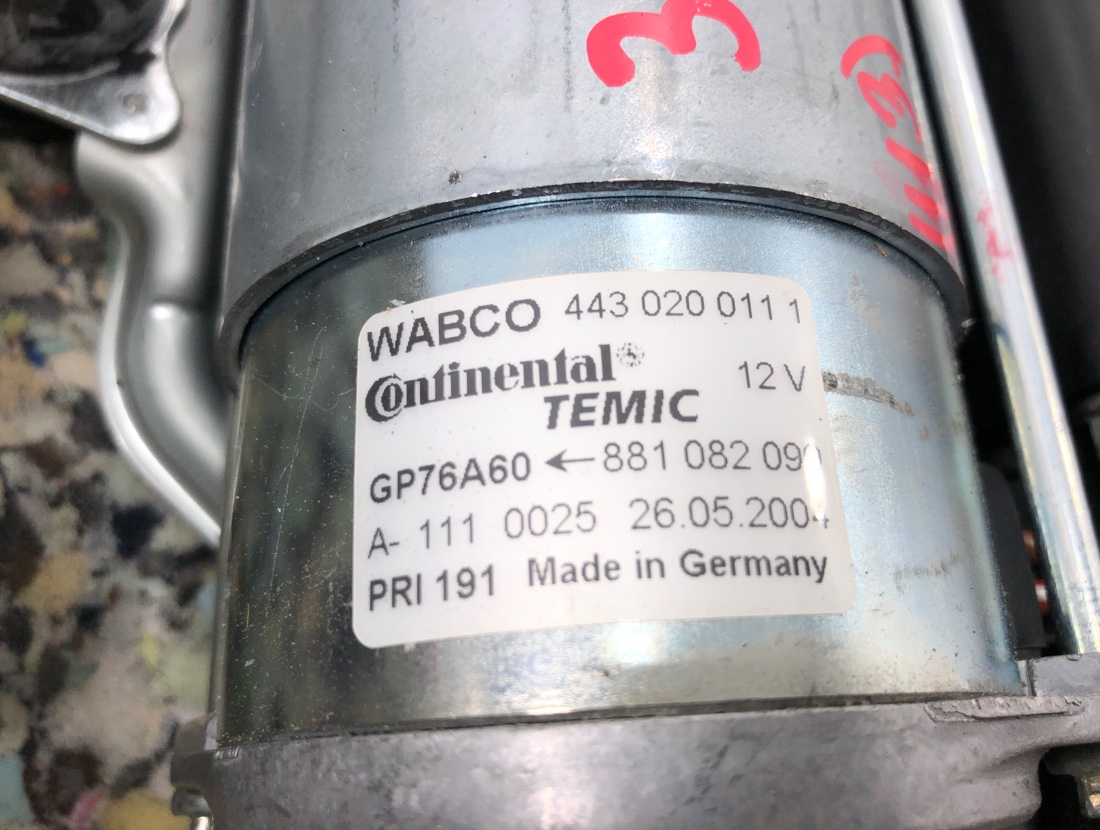 3
3)
WABCO 443 020 011 1
Continental
TEMIC 12 V
GP76A60 ← 881 082 09
A- 111 0025 26.05.2004
PRI 191 Made in Germany